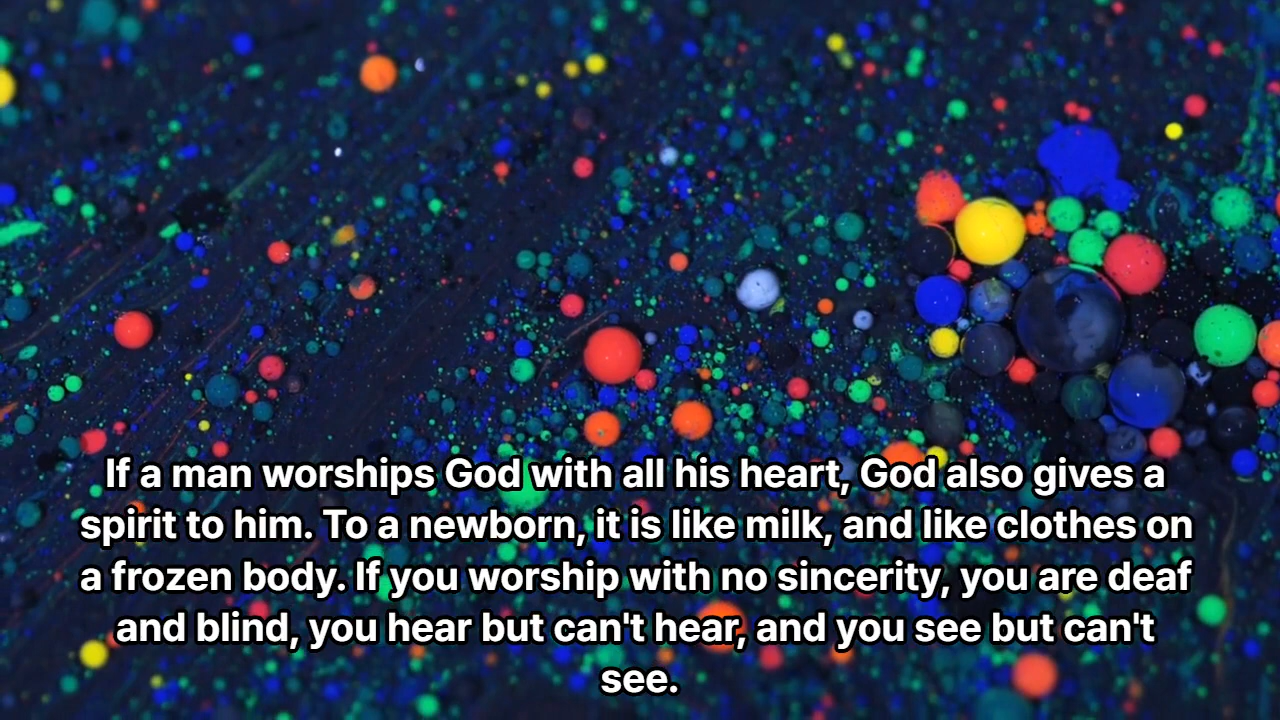 If a man worships God with all his heart, God also gives a
spirit to him. To a newborn, it is like milk, and like clothes on
a frozen body. If you worship with no sincerity, you are deaf
and blind, you hear but can't hear, and you see but can't
see.